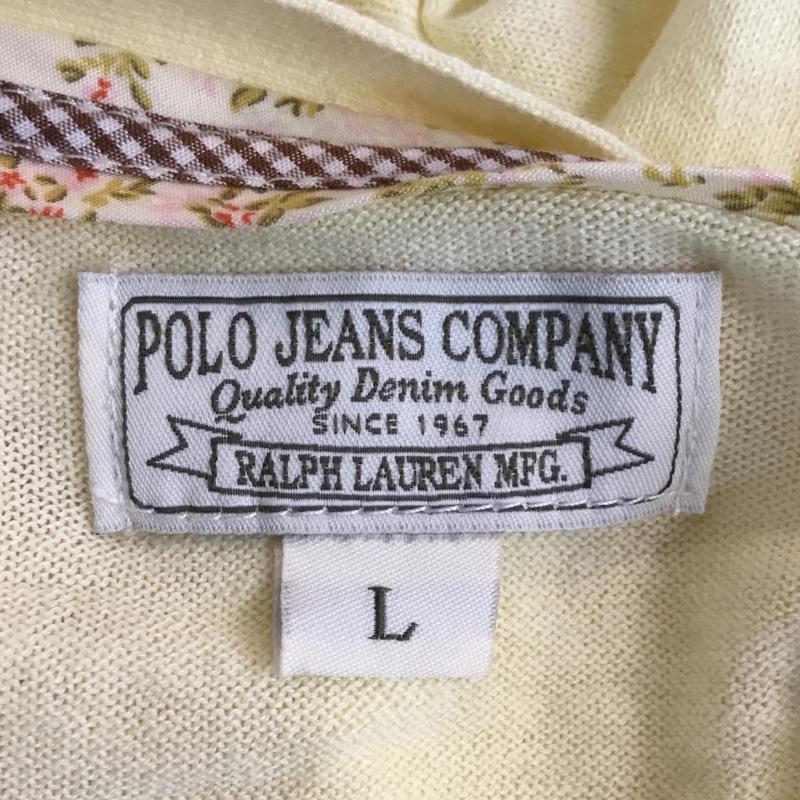 POLO JEANS COMPANY
Quality Denim Goods
SINCE 1967
RALPH LAUREN MFG.
L